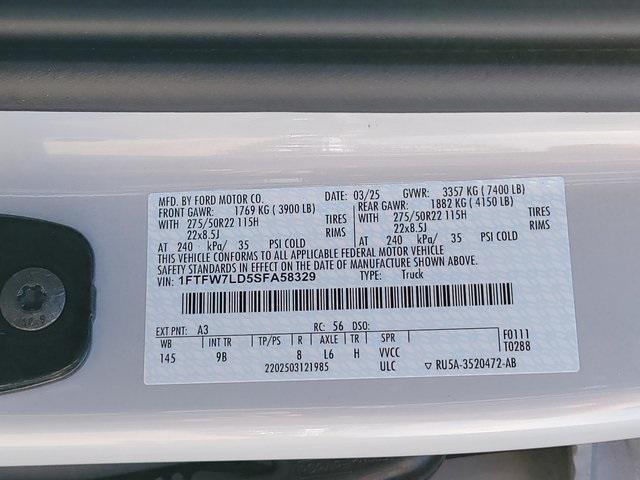 MFD. BY FORD MOTOR CO. DATE: 03/25 GVWR: 3357 KG (7400 LB)
FRONT GAWR: 1769 KG (3900 LB) REAR GAWR: 1882 KG (4150 LB)
WITH 275/50R22 115H TIRES WITH 275/50R22 115H TIRES
22x8.5J RIMS 22x8.5J RIMS
AT 240 kPa/ 35 PSI COLD AT 240 kPa/ 35 PSI COLD
THIS VEHICLE CONFORMS TO ALL APPLICABLE FEDERAL MOTOR VEHICLE
SAFETY STANDARDS IN EFFECT ON THE DATE OF MANUFACTURE SHOWN ABOVE.
VIN: 1FTFW7LD5SFA58329 TYPE: Truck
EXT PNT: A3 RC: 56 DSO: F0111
WB INT TR TP/PS R AXLE TR SPR T0288
145 9B 8 L6 H VVCC
2202503121985 ULC ▽ RU5A-3520472-AB